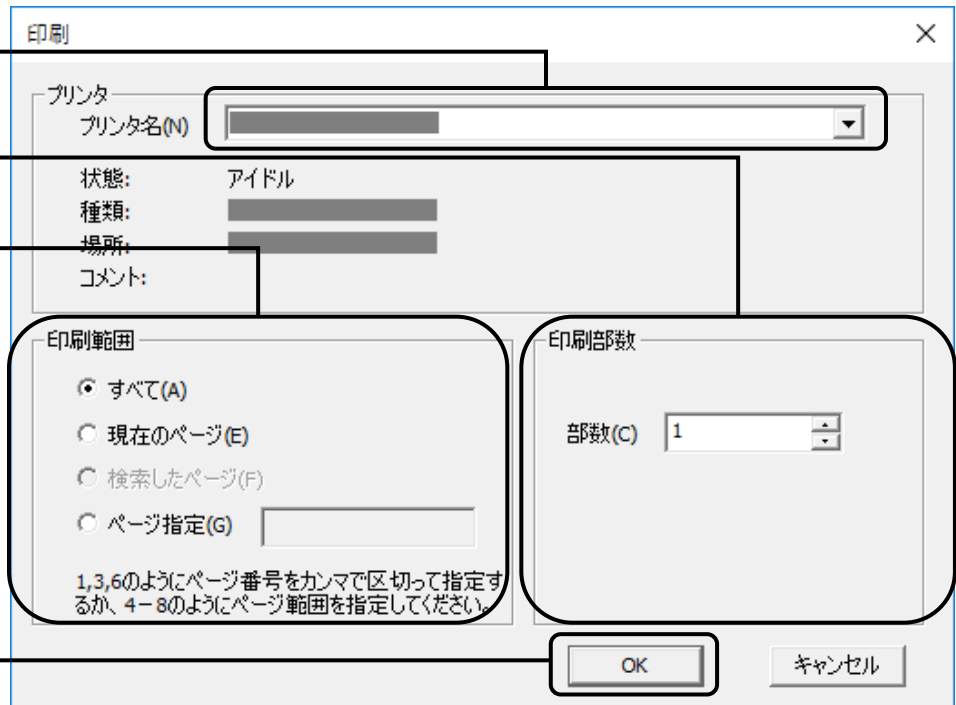 印刷
プリンタ
プリンタ名(N)
状態: アイドル
種類:
場所:
コメント:
印刷範囲
すべて(A)
現在のページ(E)
検索したページ(F)
ページ指定(G)
1,3,6のようにページ番号をカンマで区切って指定す
るか、4-8のようにページ範囲を指定してください。
印刷部数
部数(C) 1
OK キャンセル